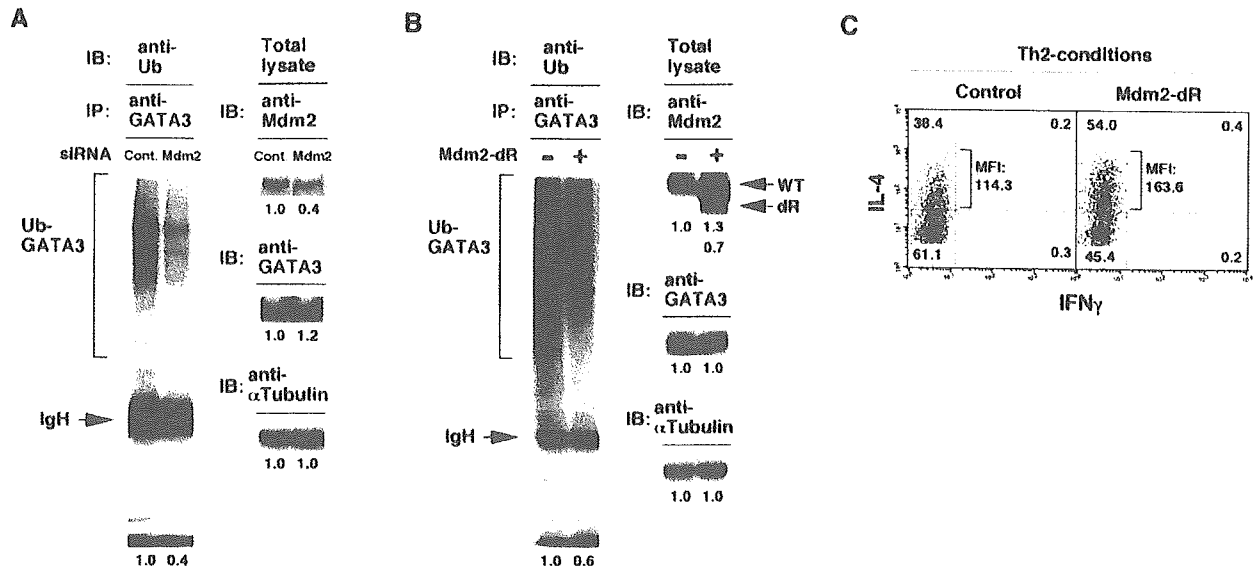 A
IB:
anti-
Ub
Total
lysate
IP:
anti-
GATA3
IB:
anti-
Mdm2
siRNA
Cont. Mdm2
Cont. Mdm2
1.0 0.4
Ub-
GATA3
IB:
anti-
GATA3
1.0 1.2
IB:
anti-
αTubulin
IgH
1.0 1.0
1.0 0.4
B
IB:
anti-
Ub
Total
lysate
IP:
anti-
GATA3
IB:
anti-
Mdm2
Mdm2-dR
- +
- +
WT
dR
1.0 1.3
0.7
Ub-
GATA3
IB:
anti-
GATA3
1.0 1.0
IB:
anti-
αTubulin
IgH
1.0 1.0
1.0 0.6
C
Th2-conditions
Control
Mdm2-dR
38.4 0.2
54.0 0.4
MFI:
114.3
MFI:
163.6
IL-4
61.1 0.3
45.4 0.2
IFNγ